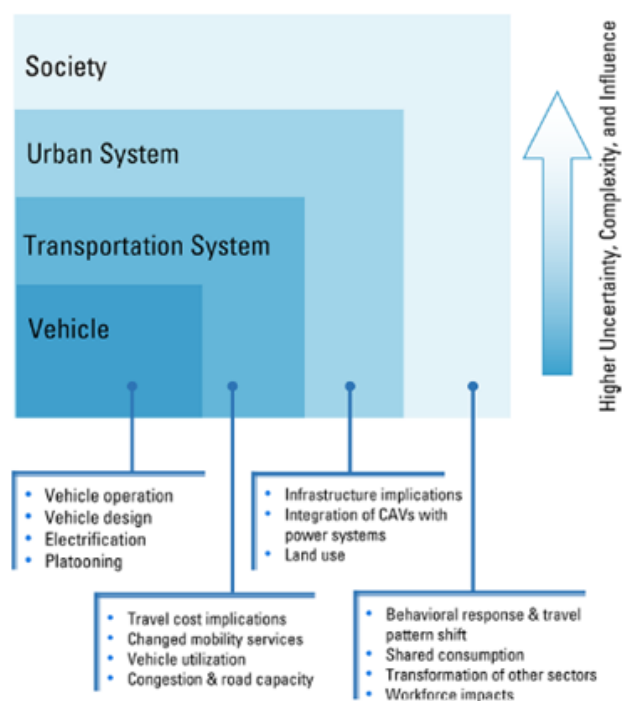 Society
Urban System
Transportation System
Vehicle
Higher Uncertainty, Complexity, and Influence
• Vehicle operation
• Vehicle design
• Electrification
• Platooning
• Infrastructure implications
• Integration of CAVs with
power systems
• Land use
• Travel cost implications
• Changed mobility services
• Vehicle utilization
• Congestion & road capacity
• Behavioral response & travel
pattern shift
• Shared consumption
• Transformation of other sectors
• Workforce impacts